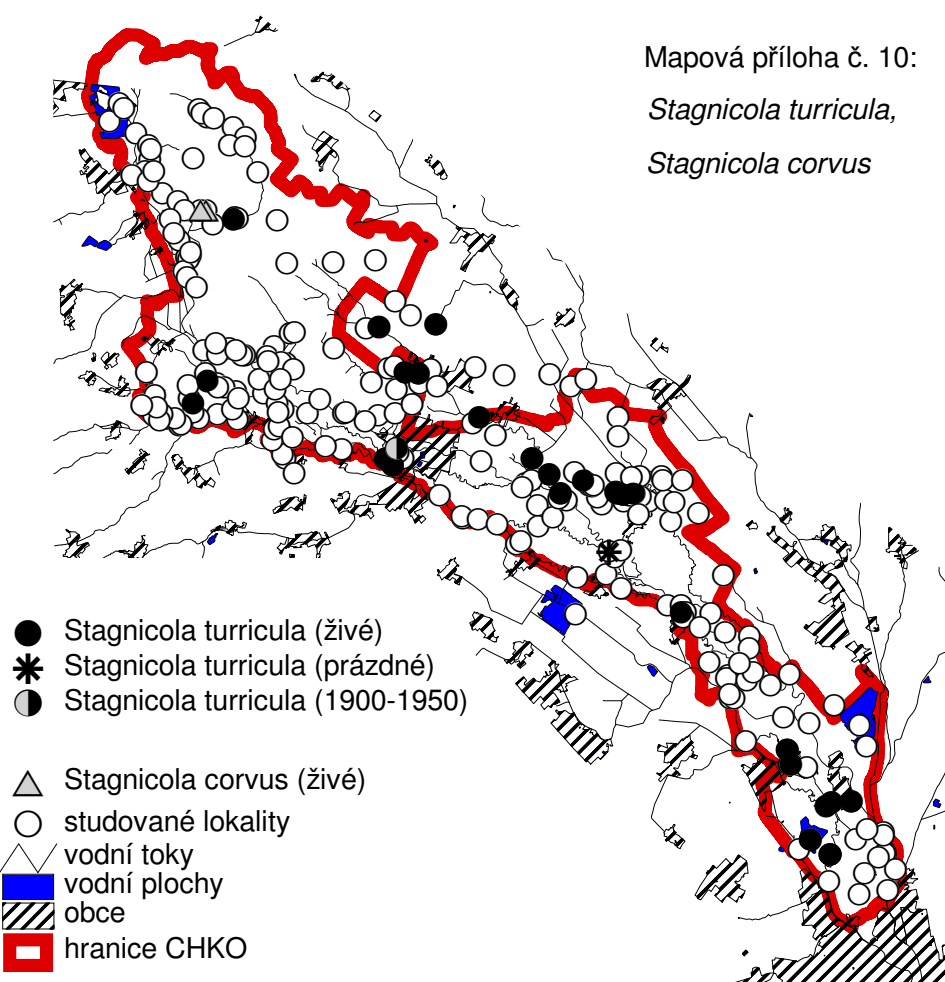 Mapová příloha č. 10:
Stagnicola turricula,
Stagnicola corvus
Stagnicola turricula (živé)
Stagnicola turricula (prázdné)
Stagnicola turricula (1900-1950)
Stagnicola corvus (živé)
studované lokality
vodní toky
vodní plochy
obce
hranice CHKO